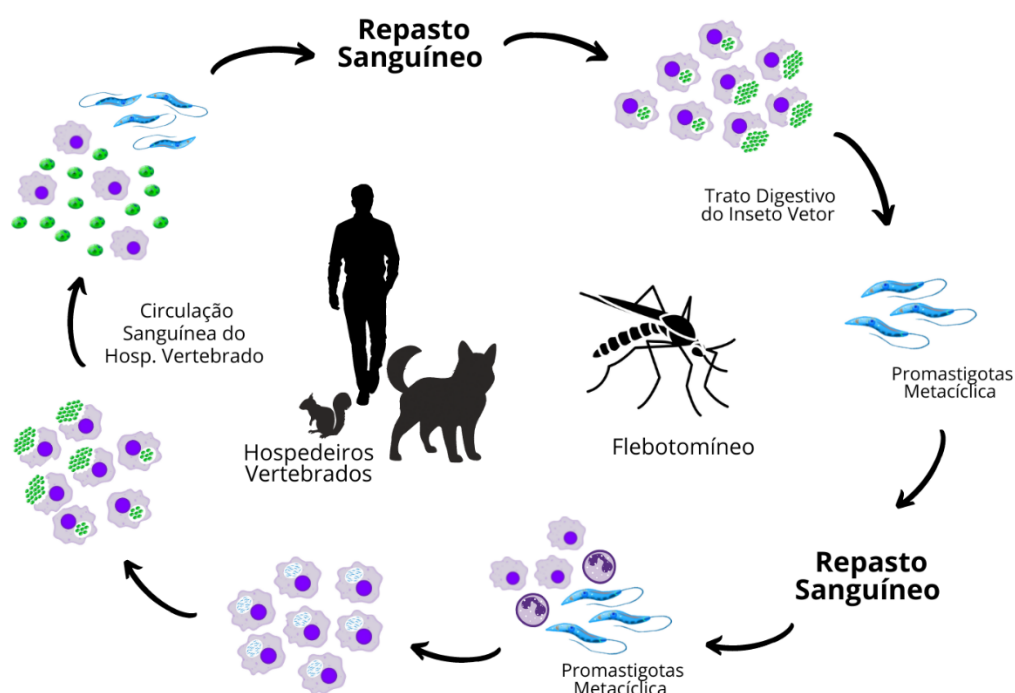 Repasto
Sanguíneo
Trato Digestivo
do Inseto Vetor
Circulação
Sanguínea do
Hosp. Vertebrado
Promastigotas
Metacíclica
Hospedeiros
Vertebrados
Flebotomíneo
Repasto
Sanguíneo
Promastigotas
Metacíclica